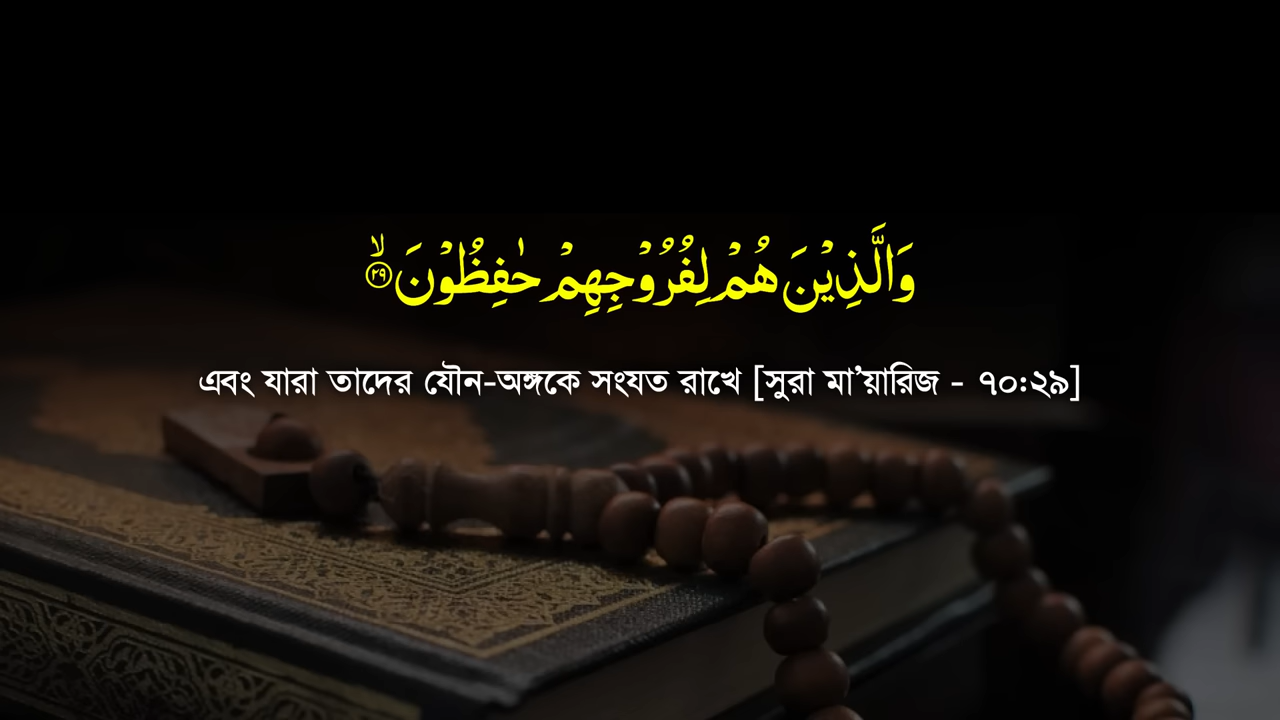 وَالَّذِيْنَ هُمْ لِفُرُوْجِهِمْ حٰفِظُوْنَ ۙ۲۹
এবং যারা তাদের যৌন-অঙ্গকে সংযত রাখে [সুরা মা’য়ারিজ - ৭০:২৯]